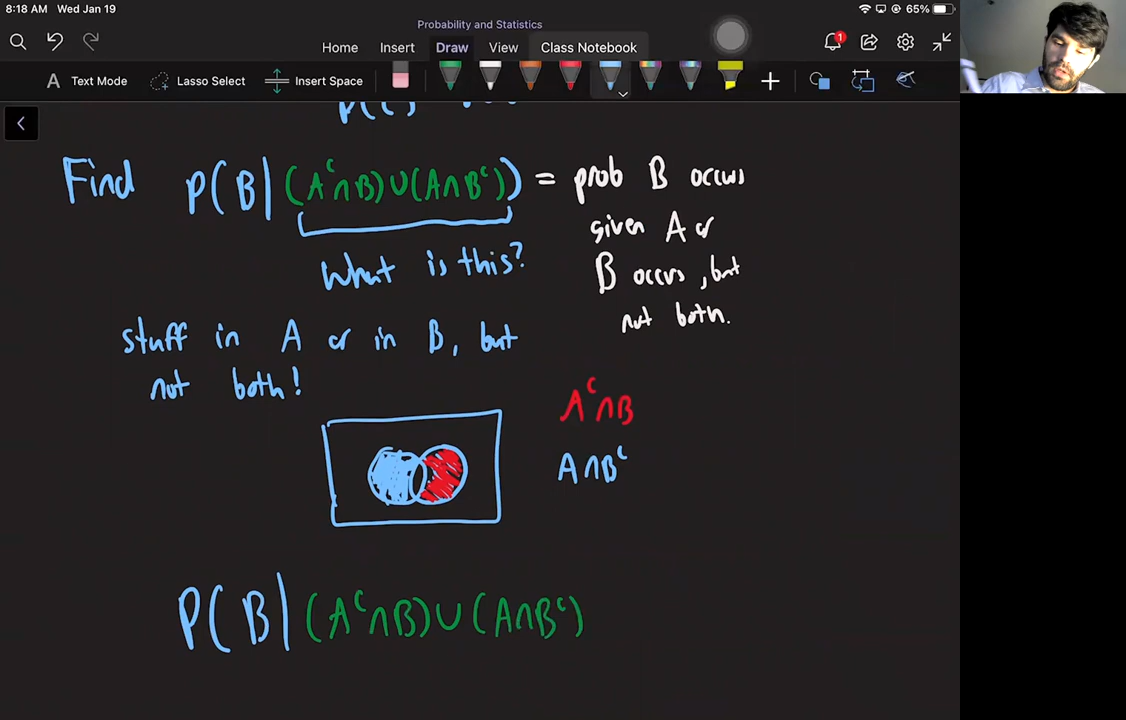 8:18 AM Wed Jan 19
65%
Probability and Statistics
Home Insert Draw View Class Notebook
1
A Text Mode Lasso Select Insert Space
P(C)
Find P(B|(Aᶜ∩B)∪(A∩Bᶜ)) = prob B occurs
given A or
What is this? B occurs, but
not both.
stuff in A or in B, but
not both!
Aᶜ∩B
A∩Bᶜ
P(B|(Aᶜ∩B)∪(A∩Bᶜ)